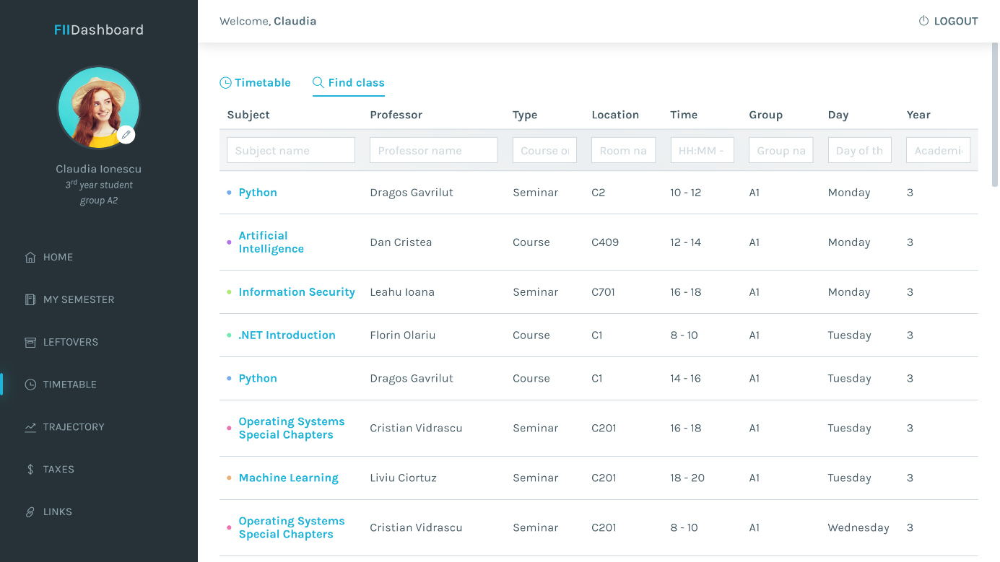 FIIDashboard
Claudia Ionescu
3rd year student
group A2
HOME
MY SEMESTER
LEFTOVERS
TIMETABLE
TRAJECTORY
TAXES
LINKS
Welcome, Claudia
LOGOUT
Timetable Find class
Subject Professor Type Location Time Group Day Year
Subject name Professor name Course o Room na HH:MM - Group na Day of th Academi
Python Dragos Gavrilut Seminar C2 10 - 12 A1 Monday 3
Artificial
Intelligence Dan Cristea Course C409 12 - 14 A1 Monday 3
Information Security Leahu Ioana Seminar C701 16 - 18 A1 Monday 3
.NET Introduction Florin Olariu Course C1 8 - 10 A1 Tuesday 3
Python Dragos Gavrilut Course C1 14 - 16 A1 Tuesday 3
Operating Systems
Special Chapters Cristian Vidrascu Seminar C201 16 - 18 A1 Tuesday 3
Machine Learning Liviu Ciortuz Seminar C201 18 - 20 A1 Tuesday 3
Operating Systems
Special Chapters Cristian Vidrascu Seminar C201 8 - 10 A1 Wednesday 3